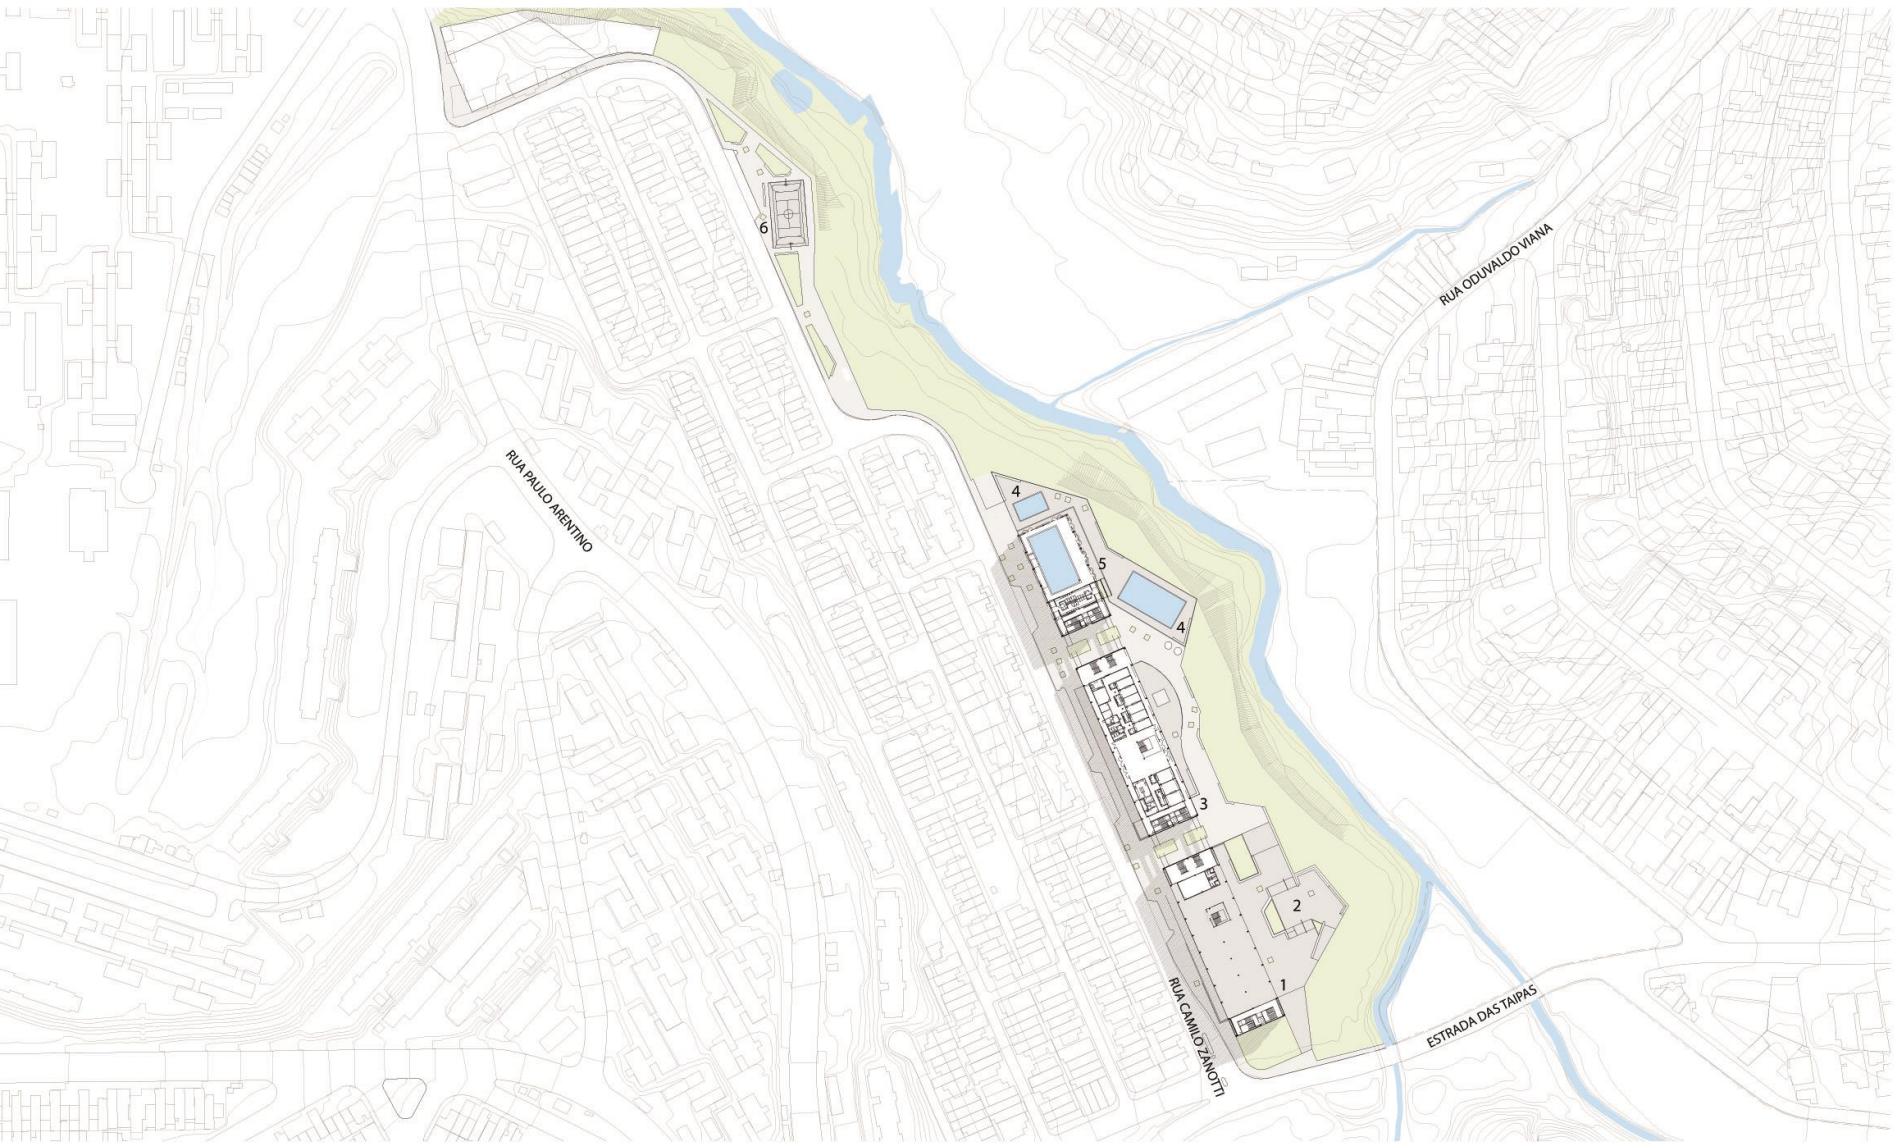 6
RUA ODUVALDO VIANA
RUA PAULO ARENTINO
4
5
4
3
2
1
RUA CAMILO ZANOTTI
ESTRADA DAS TAIPAS